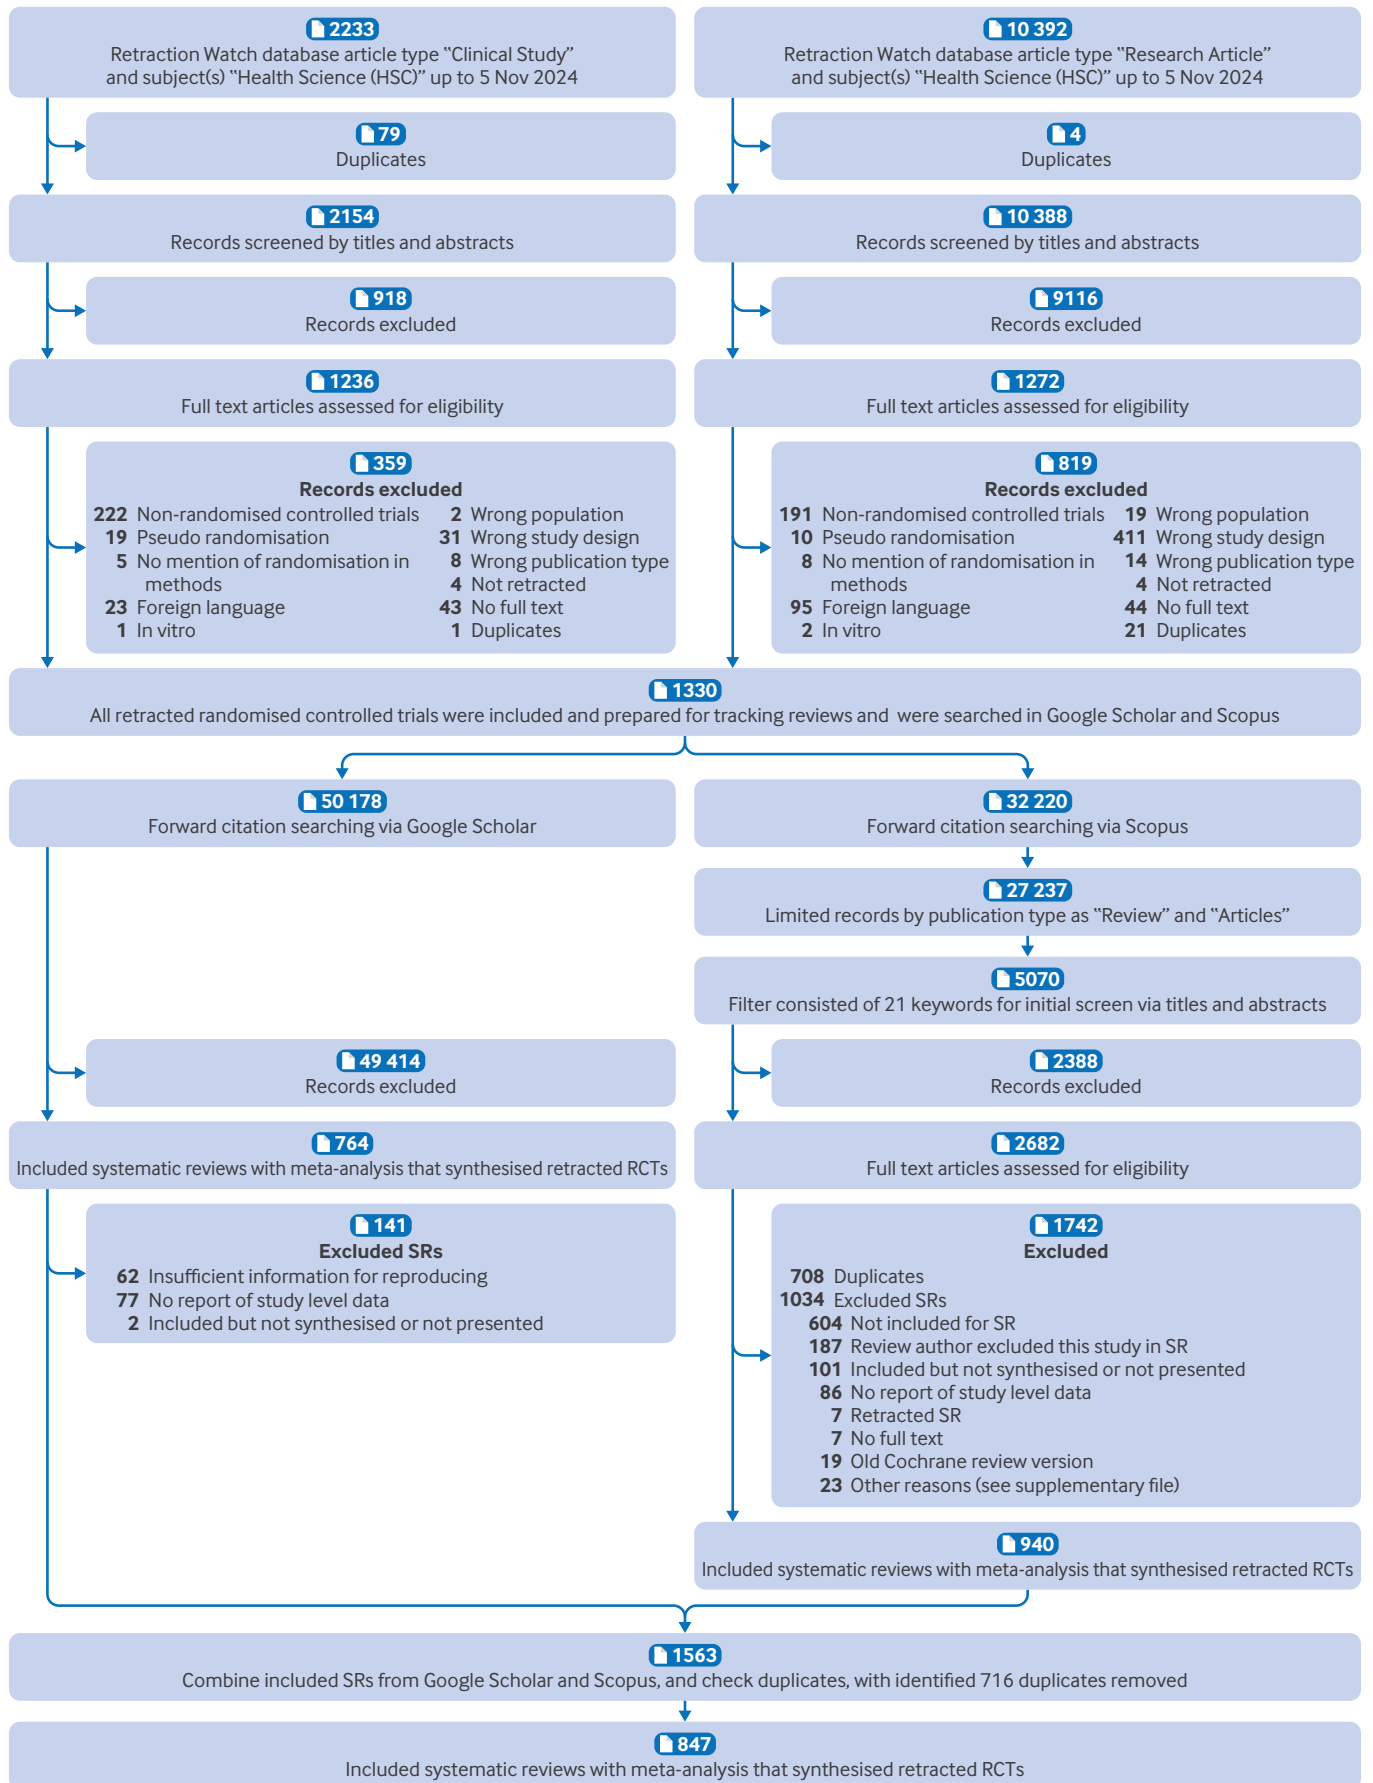 2233
Retraction Watch database article type "Clinical Study"
and subject(s) "Health Science (HSC)" up to 5 Nov 2024
10 392
Retraction Watch database article type "Research Article"
and subject(s) "Health Science (HSC)" up to 5 Nov 2024
79
Duplicates
4
Duplicates
2154
Records screened by titles and abstracts
10 388
Records screened by titles and abstracts
918
Records excluded
9116
Records excluded
1236
Full text articles assessed for eligibility
1272
Full text articles assessed for eligibility
359
Records excluded
222 Non-randomised controlled trials
19 Pseudo randomisation
5 No mention of randomisation in
methods
23 Foreign language
1 In vitro
2 Wrong population
31 Wrong study design
8 Wrong publication type
4 Not retracted
43 No full text
1 Duplicates
819
Records excluded
191 Non-randomised controlled trials
10 Pseudo randomisation
8 No mention of randomisation in
methods
95 Foreign language
2 In vitro
19 Wrong population
411 Wrong study design
14 Wrong publication type
4 Not retracted
44 No full text
21 Duplicates
1330
All retracted randomised controlled trials were included and prepared for tracking reviews and were searched in Google Scholar and Scopus
50 178
Forward citation searching via Google Scholar
32 220
Forward citation searching via Scopus
27 237
Limited records by publication type as "Review" and "Articles"
5070
Filter consisted of 21 keywords for initial screen via titles and abstracts
49 414
Records excluded
2388
Records excluded
764
Included systematic reviews with meta-analysis that synthesised retracted RCTs
2682
Full text articles assessed for eligibility
141
Excluded SRs
62 Insufficient information for reproducing
77 No report of study level data
2 Included but not synthesised or not presented
1742
Excluded
708 Duplicates
1034 Excluded SRs
604 Not included for SR
187 Review author excluded this study in SR
101 Included but not synthesised or not presented
86 No report of study level data
7 Retracted SR
7 No full text
19 Old Cochrane review version
23 Other reasons (see supplementary file)
940
Included systematic reviews with meta-analysis that synthesised retracted RCTs
1563
Combine included SRs from Google Scholar and Scopus, and check duplicates, with identified 716 duplicates removed
847
Included systematic reviews with meta-analysis that synthesised retracted RCTs